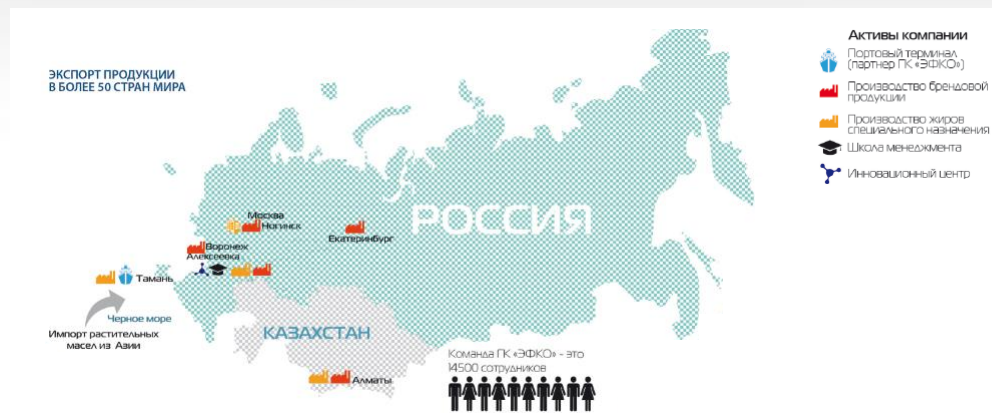 ЭКСПОРТ ПРОДУКЦИИ
В БОЛЕЕ 50 СТРАН МИРА
Активы компании
Портовый терминал
(партнер ГК «ЭФКО»)
Производство брендовой
продукции
Производство жиров
специального назначения
Школа менеджмента
Инновационный центр
РОССИЯ
Москва
Ногинск
Екатеринбург
Воронеж
Алексеевка
Тамань
Черное море
Импорт растительных
масел из Азии
КАЗАХСТАН
Алматы
Команда ГК «ЭФКО» - это
14500 сотрудников